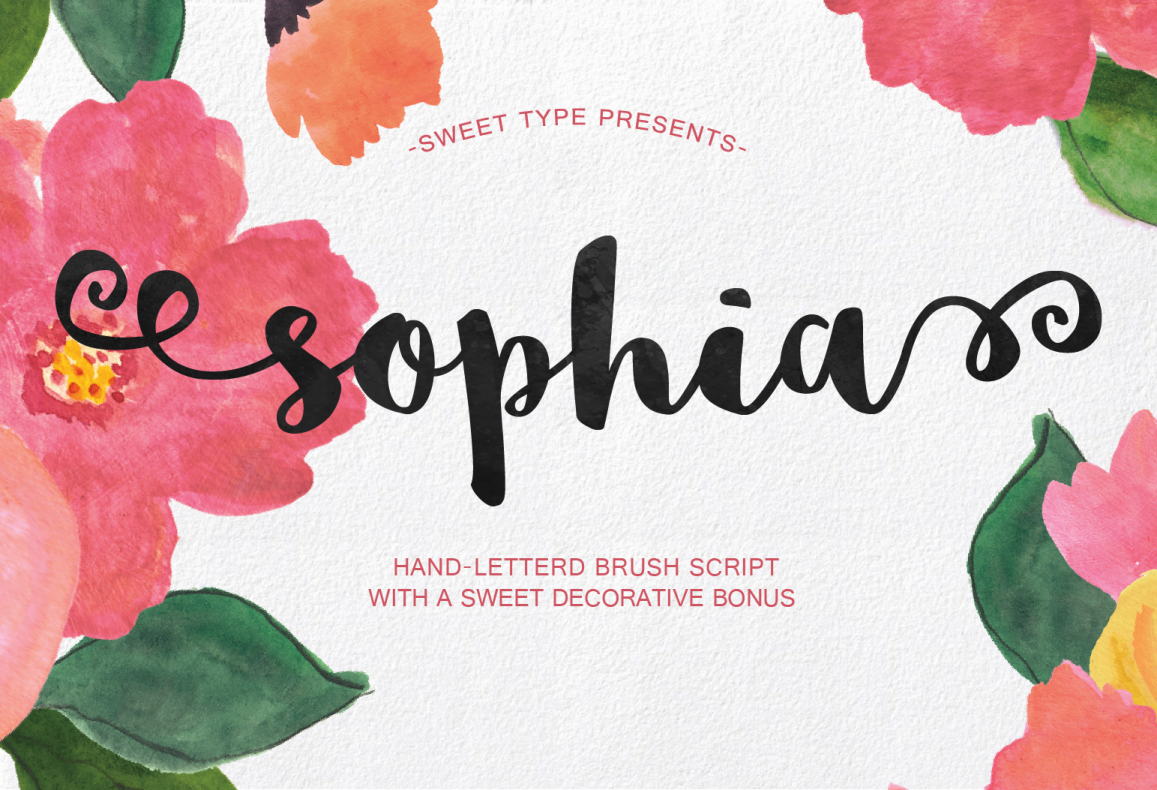 -SWEET TYPE PRESENTS-
sophia
HAND-LETTERD BRUSH SCRIPT
WITH A SWEET DECORATIVE BONUS